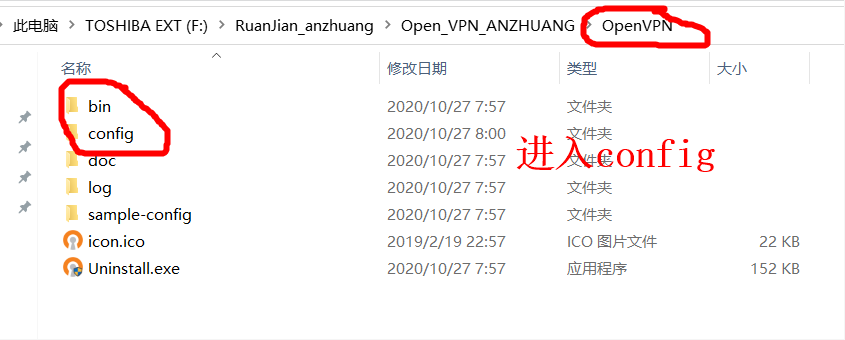 此电脑 > TOSHIBA EXT (F:) > RuanJian_anzhuang > Open_VPN_ANZHUANG > OpenVPN
名称 修改日期 类型 大小
bin 2020/10/27 7:57 文件夹
config 2020/10/27 8:00 文件夹
进入config
doc 2020/10/27 7:57 文件夹
log 2020/10/27 7:57 文件夹
sample-config 2020/10/27 7:57 文件夹
icon.ico 2019/2/19 22:57 ICO 图片文件 22 KB
Uninstall.exe 2020/10/27 7:57 应用程序 152 KB